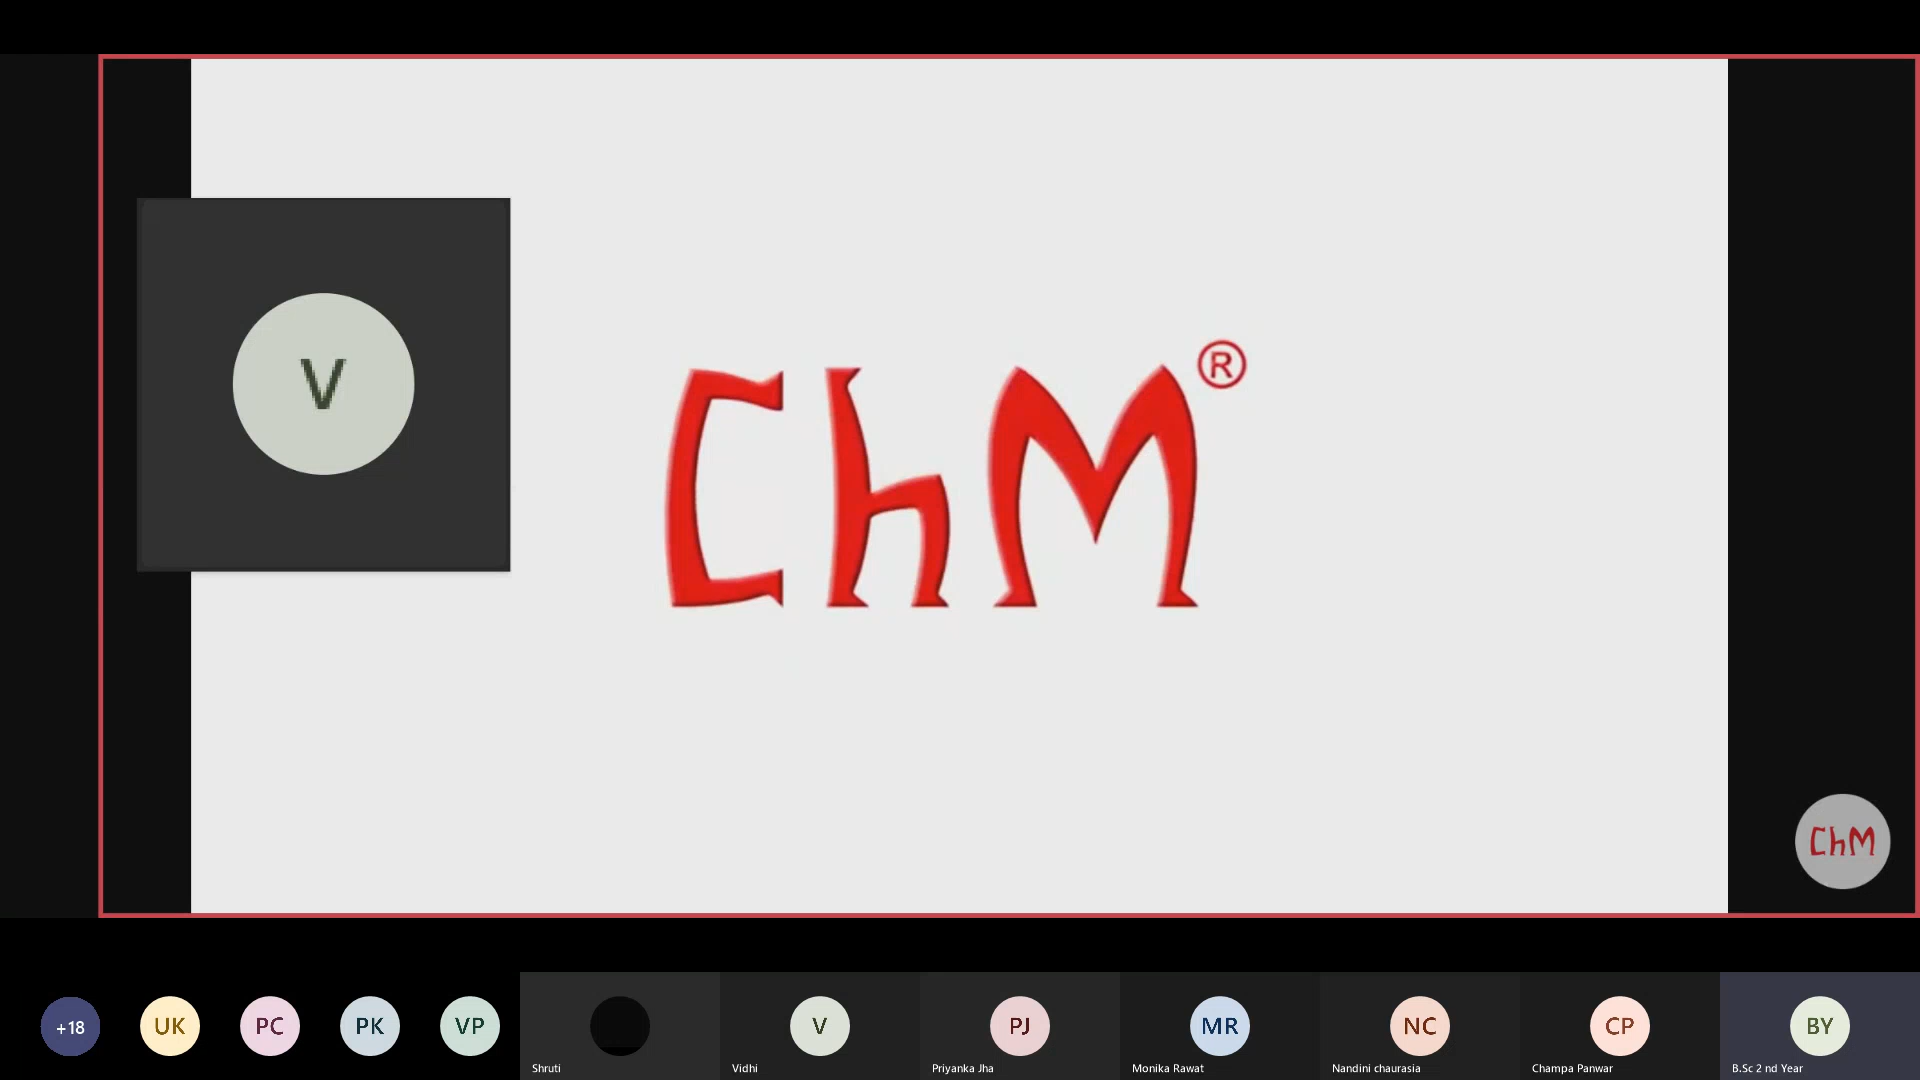 V
ChM®
ChM
+18
UK
PC
PK
VP
V
PJ
MR
NC
CP
BY
Shruti
Vidhi
Priyanka Jha
Monika Rawat
Nandini chaurasia
Champa Panwar
B.Sc 2 nd Year